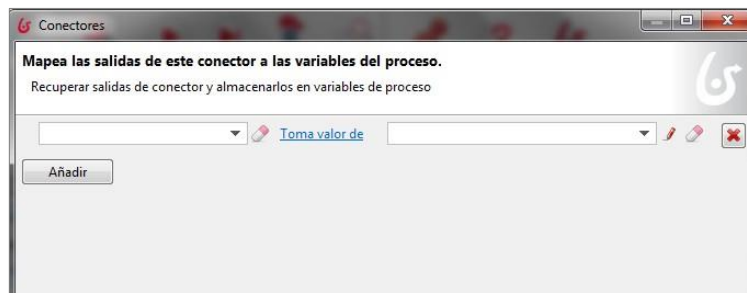 Conectores
Mapea las salidas de este conector a las variables del proceso.
Recuperar salidas de conector y almacenarlos en variables de proceso
Toma valor de
Añadir